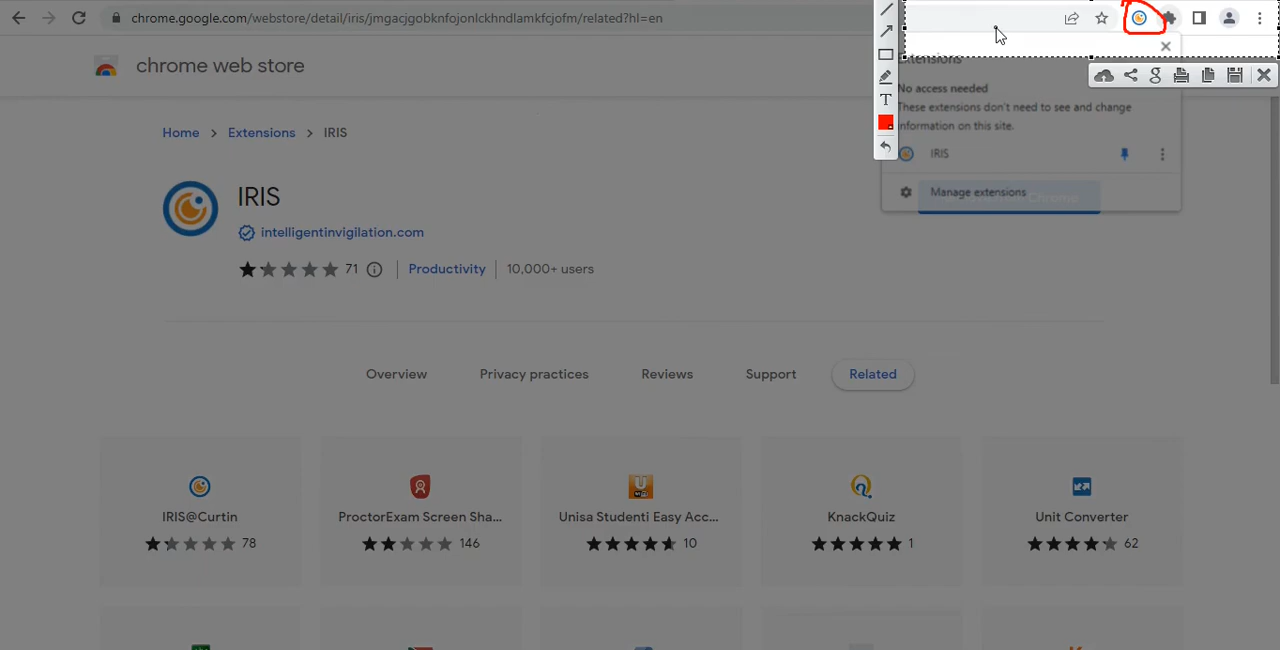 chrome.google.com/webstore/detail/iris/jmgacjgobknfojonlckhndlamkfcjofm/related?hl=en
chrome web store
Extensions
No access needed
These extensions don't need to see and change
information on this site.
IRIS
Manage extensions
T
Home > Extensions > IRIS
IRIS
intelligentinvigilation.com
71 Productivity 10,000+ users
Overview Privacy practices Reviews Support Related
IRIS@Curtin ProctorExam Screen Sha... Unisa Studenti Easy Acc... KnackQuiz Unit Converter
78 146 10 1 62